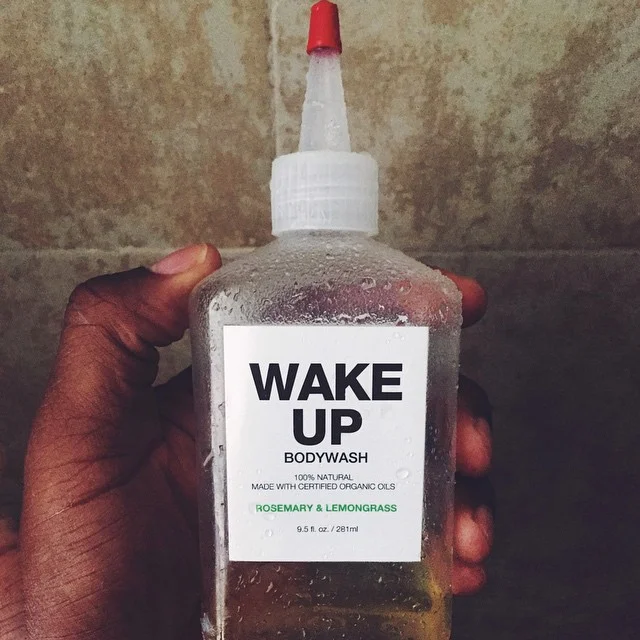 WAKE
UP
BODYWASH
100% NATURAL
MADE WITH CERTIFIED ORGANIC OILS
ROSEMARY & LEMONGRASS
9.5 fl. oz. / 281ml